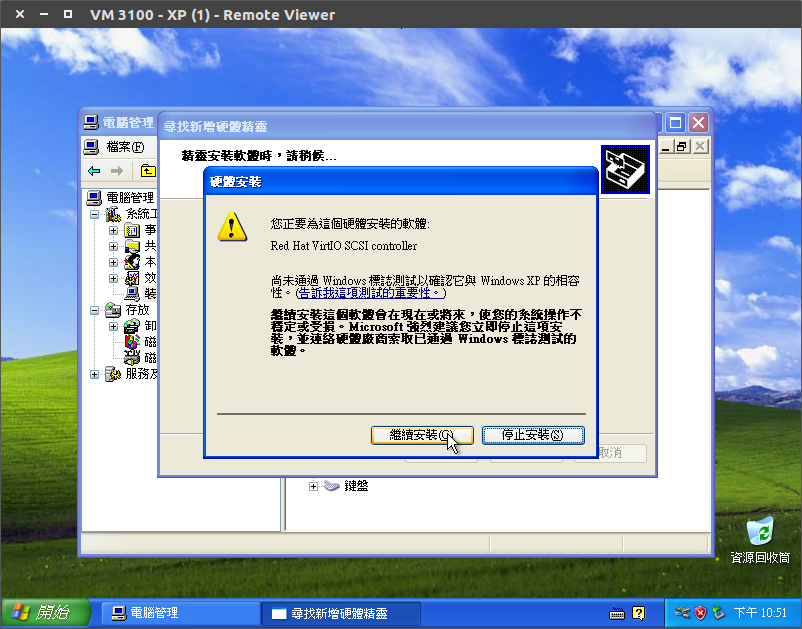 VM 3100 - XP (1) - Remote Viewer
電腦管理
檔案(F)
電腦管理
系統工
事
共
本
效
裝
存放
卸
磁
磁
服務及
尋找新增硬體精靈
精靈安裝軟體時，請稍候...
硬體安裝
您正要為這個硬體安裝的軟體:
Red Hat VirtIO SCSI controller
尚未通過 Windows 標誌測試以確認它與 Windows XP 的相容
性。(告訴我這項測試的重要性。)
繼續安裝這個軟體會在現在或將來，使您的系統操作不
穩定或受損。Microsoft 強烈建議您立即停止這項安
裝，並連絡硬體廠商索取已通過 Windows 標誌測試的
軟體。
繼續安裝(C) 停止安裝(S)
取消
鍵盤
資源回收筒
開始 電腦管理 尋找新增硬體精靈 下午 10:51